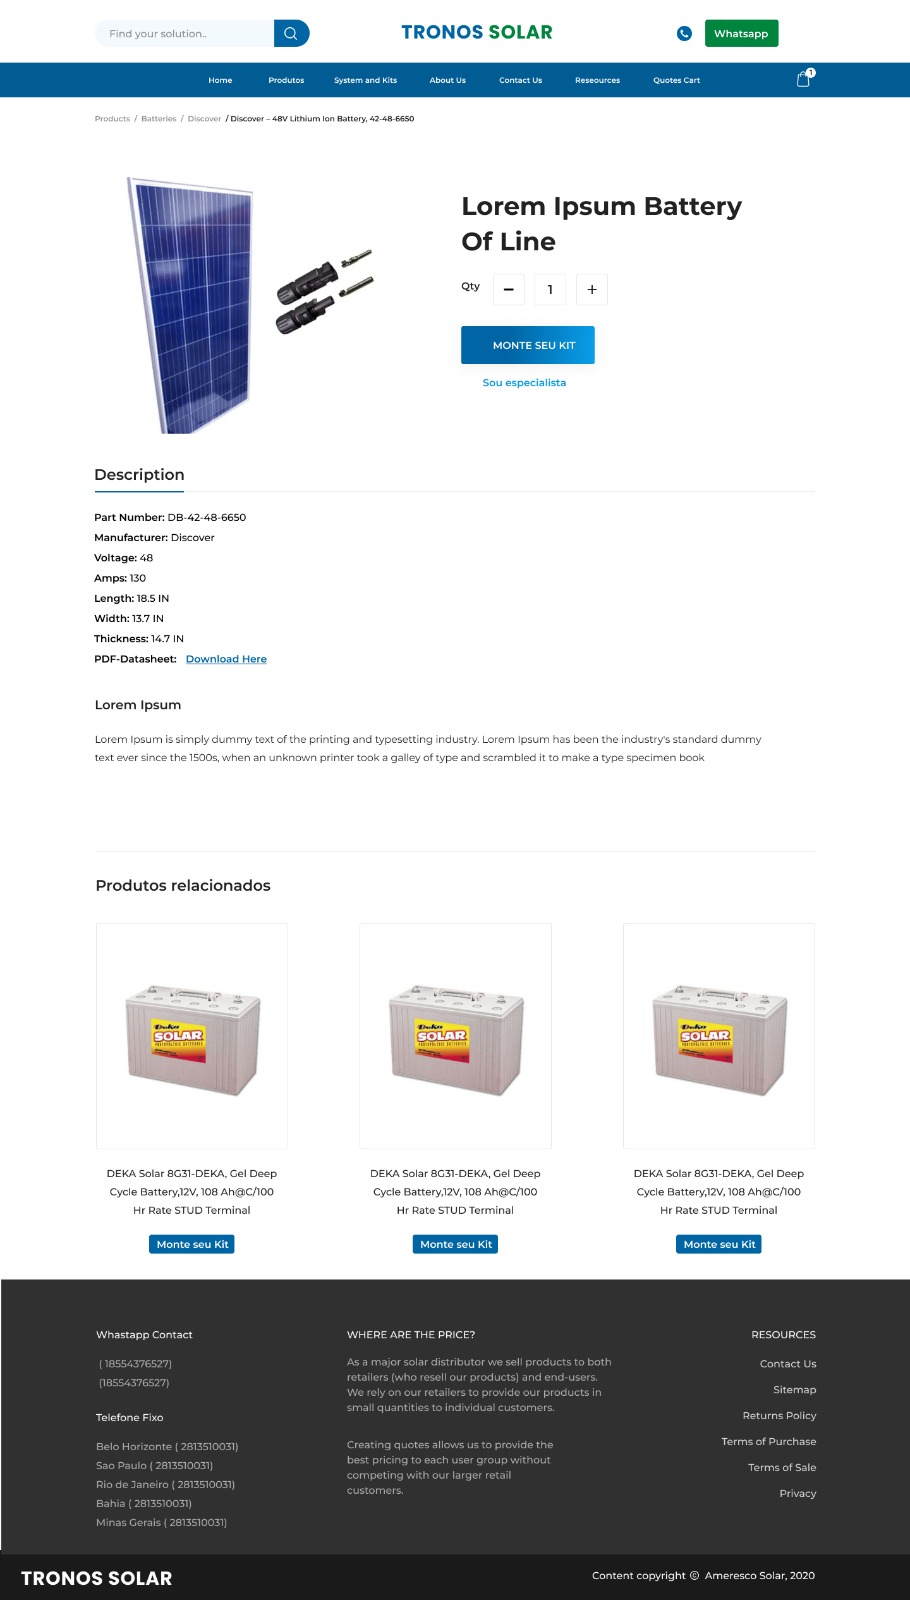 Find your solution..
TRONOS SOLAR
Whatsapp
Home Produtos System and Kits About Us Contact Us Reseources Quotes Cart 1
Products / Batteries / Discover / Discover – 48V Lithium Ion Battery, 42-48-6650
Lorem Ipsum Battery
Of Line
Qty − 1 +
MONTE SEU KIT
Sou especialista
Description
Part Number: DB-42-48-6650
Manufacturer: Discover
Voltage: 48
Amps: 130
Length: 18.5 IN
Width: 13.7 IN
Thickness: 14.7 IN
PDF-Datasheet: Download Here
Lorem Ipsum
Lorem Ipsum is simply dummy text of the printing and typesetting industry. Lorem Ipsum has been the industry's standard dummy
text ever since the 1500s, when an unknown printer took a galley of type and scrambled it to make a type specimen book
Produtos relacionados
Deka
SOLAR
PHOTOVOLTAIC BATTERIES
DEKA Solar 8G31-DEKA, Gel Deep
Cycle Battery,12V, 108 Ah@C/100
Hr Rate STUD Terminal
Monte seu Kit
Deka
SOLAR
PHOTOVOLTAIC BATTERIES
DEKA Solar 8G31-DEKA, Gel Deep
Cycle Battery,12V, 108 Ah@C/100
Hr Rate STUD Terminal
Monte seu Kit
Deka
SOLAR
PHOTOVOLTAIC BATTERIES
DEKA Solar 8G31-DEKA, Gel Deep
Cycle Battery,12V, 108 Ah@C/100
Hr Rate STUD Terminal
Monte seu Kit
Whastapp Contact
( 18554376527)
(18554376527)
Telefone Fixo
Belo Horizonte ( 2813510031)
Sao Paulo ( 2813510031)
Rio de Janeiro ( 2813510031)
Bahia ( 2813510031)
Minas Gerais ( 2813510031)
WHERE ARE THE PRICE?
As a major solar distributor we sell products to both
retailers (who resell our products) and end-users.
We rely on our retailers to provide our products in
small quantities to individual customers.
Creating quotes allows us to provide the
best pricing to each user group without
competing with our larger retail
customers.
RESOURCES
Contact Us
Sitemap
Returns Policy
Terms of Purchase
Terms of Sale
Privacy
TRONOS SOLAR
Content copyright © Ameresco Solar, 2020